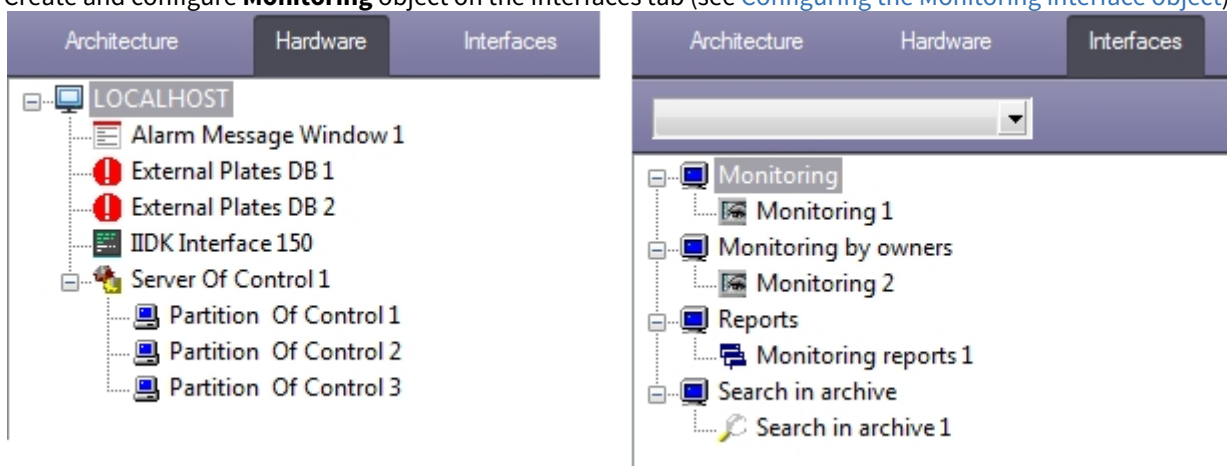 Create and configure Monitoring object on the Interfaces tab (see Configuring the Monitoring interface object)
Architecture Hardware Interfaces
LOCALHOST
Alarm Message Window 1
External Plates DB 1
External Plates DB 2
IIDK Interface 150
Server Of Control 1
Partition Of Control 1
Partition Of Control 2
Partition Of Control 3
Architecture Hardware Interfaces
Monitoring
Monitoring 1
Monitoring by owners
Monitoring 2
Reports
Monitoring reports 1
Search in archive
Search in archive 1